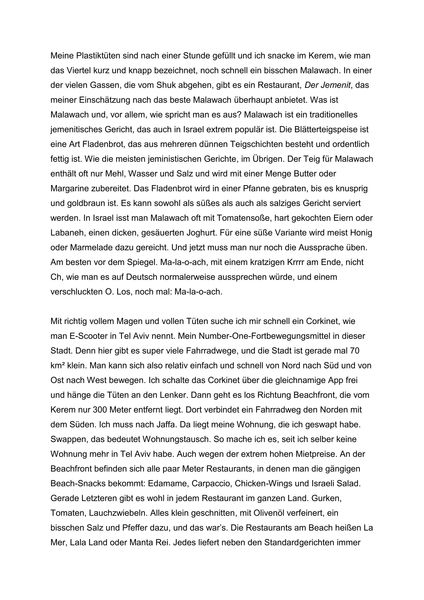 Meine Plastiktüten sind nach einer Stunde gefüllt und ich snacke im Kerem, wie man
das Viertel kurz und knapp bezeichnet, noch schnell ein bisschen Malawach. In einer
der vielen Gassen, die vom Shuk abgehen, gibt es ein Restaurant, Der Jemenit, das
meiner Einschätzung nach das beste Malawach überhaupt anbietet. Was ist
Malawach und, vor allem, wie spricht man es aus? Malawach ist ein traditionelles
jemenitisches Gericht, das auch in Israel extrem populär ist. Die Blätterteigspeise ist
eine Art Fladenbrot, das aus mehreren dünnen Teigschichten besteht und ordentlich
fettig ist. Wie die meisten jeministischen Gerichte, im Übrigen. Der Teig für Malawach
enthält oft nur Mehl, Wasser und Salz und wird mit einer Menge Butter oder
Margarine zubereitet. Das Fladenbrot wird in einer Pfanne gebraten, bis es knusprig
und goldbraun ist. Es kann sowohl als süßes als auch als salziges Gericht serviert
werden. In Israel isst man Malawach oft mit Tomatensoße, hart gekochten Eiern oder
Labaneh, einen dicken, gesäuerten Joghurt. Für eine süße Variante wird meist Honig
oder Marmelade dazu gereicht. Und jetzt muss man nur noch die Aussprache üben.
Am besten vor dem Spiegel. Ma-la-o-ach, mit einem kratzigen Krrrr am Ende, nicht
Ch, wie man es auf Deutsch normalerweise aussprechen würde, und einem
verschluckten O. Los, noch mal: Ma-la-o-ach.
Mit richtig vollem Magen und vollen Tüten suche ich mir schnell ein Corkinet, wie
man E-Scooter in Tel Aviv nennt. Mein Number-One-Fortbewegungsmittel in dieser
Stadt. Denn hier gibt es super viele Fahrradwege, und die Stadt ist gerade mal 70
km² klein. Man kann sich also relativ einfach und schnell von Nord nach Süd und von
Ost nach West bewegen. Ich schalte das Corkinet über die gleichnamige App frei
und hänge die Tüten an den Lenker. Dann geht es los Richtung Beachfront, die vom
Kerem nur 300 Meter entfernt liegt. Dort verbindet ein Fahrradweg den Norden mit
dem Süden. Ich muss nach Jaffa. Da liegt meine Wohnung, die ich geswapt habe.
Swappen, das bedeutet Wohnungstausch. So mache ich es, seit ich selber keine
Wohnung mehr in Tel Aviv habe. Auch wegen der extrem hohen Mietpreise. An der
Beachfront befinden sich alle paar Meter Restaurants, in denen man die gängigen
Beach-Snacks bekommt: Edamame, Carpaccio, Chicken-Wings und Israeli Salad.
Gerade Letzteren gibt es wohl in jedem Restaurant im ganzen Land. Gurken,
Tomaten, Lauchzwiebeln. Alles klein geschnitten, mit Olivenöl verfeinert, ein
bisschen Salz und Pfeffer dazu, und das war's. Die Restaurants am Beach heißen La
Mer, Lala Land oder Manta Rei. Jedes liefert neben den Standardgerichten immer